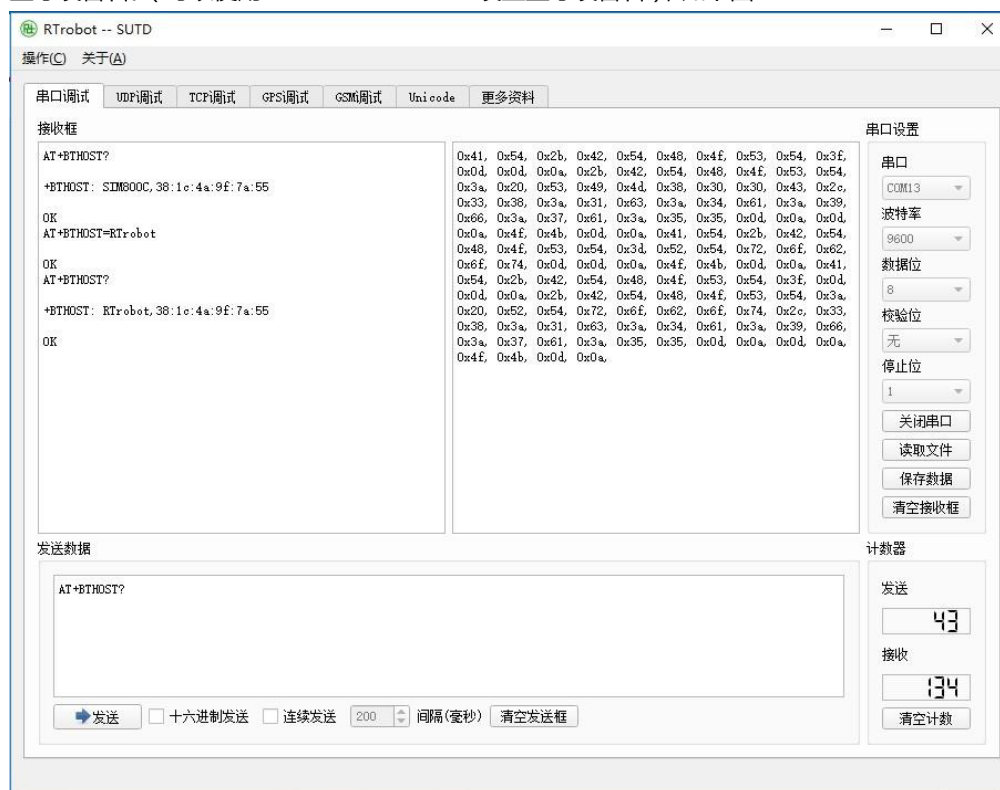 RTrobot -- SUTD
操作(C) 关于(A)
串口调试 UDP调试 TCP调试 GPS调试 GSM调试 Unicode 更多资料
接收框
AT+BTHOST?
+BTHOST: SIM800C,38:1c:4a:9f:7a:55
OK
AT+BTHOST=RTrobot
OK
AT+BTHOST?
+BTHOST: RTrobot,38:1c:4a:9f:7a:55
OK
0x41, 0x54, 0x2b, 0x42, 0x54, 0x48, 0x4f, 0x53, 0x54, 0x3f,
0x0d, 0x0d, 0x0a, 0x2b, 0x42, 0x54, 0x48, 0x4f, 0x53, 0x54,
0x3a, 0x20, 0x53, 0x49, 0x4d, 0x38, 0x30, 0x30, 0x43, 0x2c,
0x33, 0x38, 0x3a, 0x31, 0x63, 0x3a, 0x34, 0x61, 0x3a, 0x39,
0x66, 0x3a, 0x37, 0x61, 0x3a, 0x35, 0x35, 0x0d, 0x0a, 0x0d,
0x0a, 0x4f, 0x4b, 0x0d, 0x0a, 0x41, 0x54, 0x2b, 0x42, 0x54,
0x48, 0x4f, 0x53, 0x54, 0x3d, 0x52, 0x54, 0x72, 0x6f, 0x62,
0x6f, 0x74, 0x0d, 0x0d, 0x0a, 0x4f, 0x4b, 0x0d, 0x0a, 0x41,
0x54, 0x2b, 0x42, 0x54, 0x48, 0x4f, 0x53, 0x54, 0x3f, 0x0d,
0x0d, 0x0a, 0x2b, 0x42, 0x54, 0x48, 0x4f, 0x53, 0x54, 0x3a,
0x20, 0x52, 0x54, 0x72, 0x6f, 0x62, 0x6f, 0x74, 0x2c, 0x33,
0x38, 0x3a, 0x31, 0x63, 0x3a, 0x34, 0x61, 0x3a, 0x39, 0x66,
0x3a, 0x37, 0x61, 0x3a, 0x35, 0x35, 0x0d, 0x0a, 0x0d, 0x0a,
0x4f, 0x4b, 0x0d, 0x0a,
串口设置
串口
COM13
波特率
9600
数据位
8
校验位
无
停止位
1
关闭串口
读取文件
保存数据
清空接收框
发送数据
AT+BTHOST?
发送 十六进制发送 连续发送 200 间隔(毫秒) 清空发送框
计数器
发送
43
接收
134
清空计数